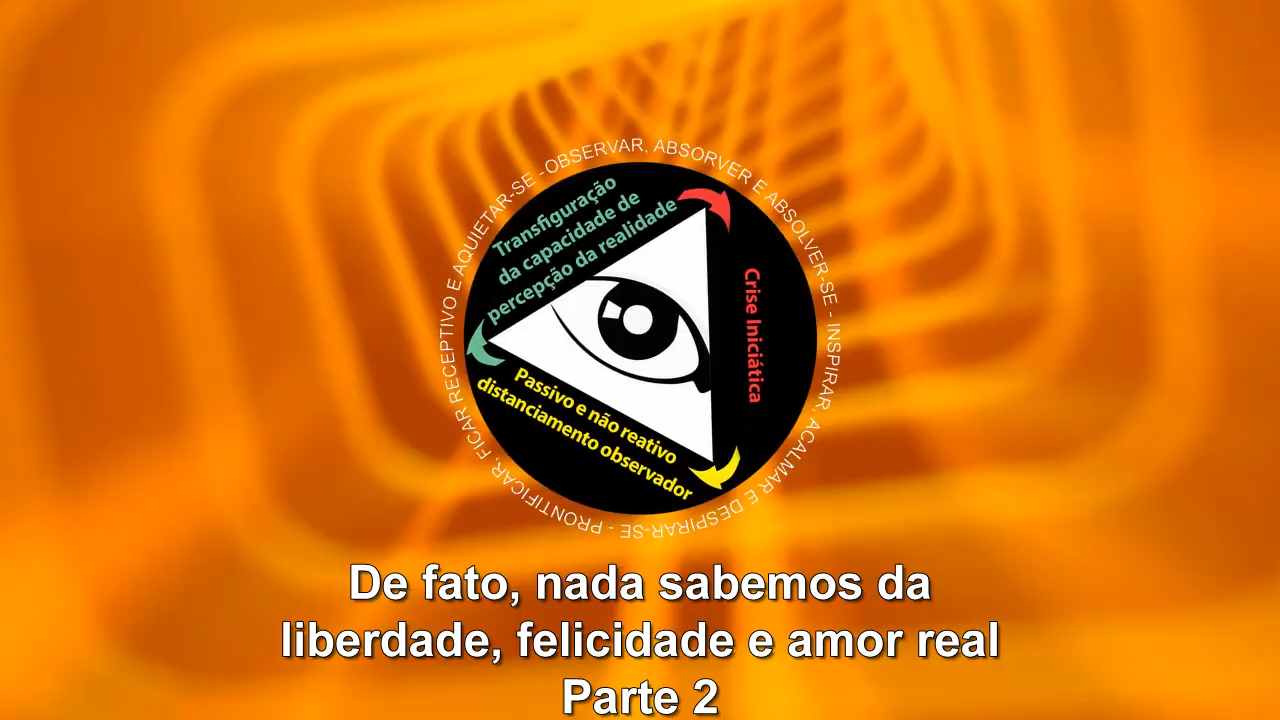 OBSERVAR, ABSORVER E ABSOLVER-SE - INSPIRAR, ACALMAR E DESPIRAR-SE - PRONTIFICAR, FICAR RECEPTIVO E AQUIETAR-SE -
Transfiguração
da capacidade de
percepção da realidade
Crise Iniciática
Passivo e não reativo
distanciamento observador
De fato, nada sabemos da
liberdade, felicidade e amor real
Parte 2